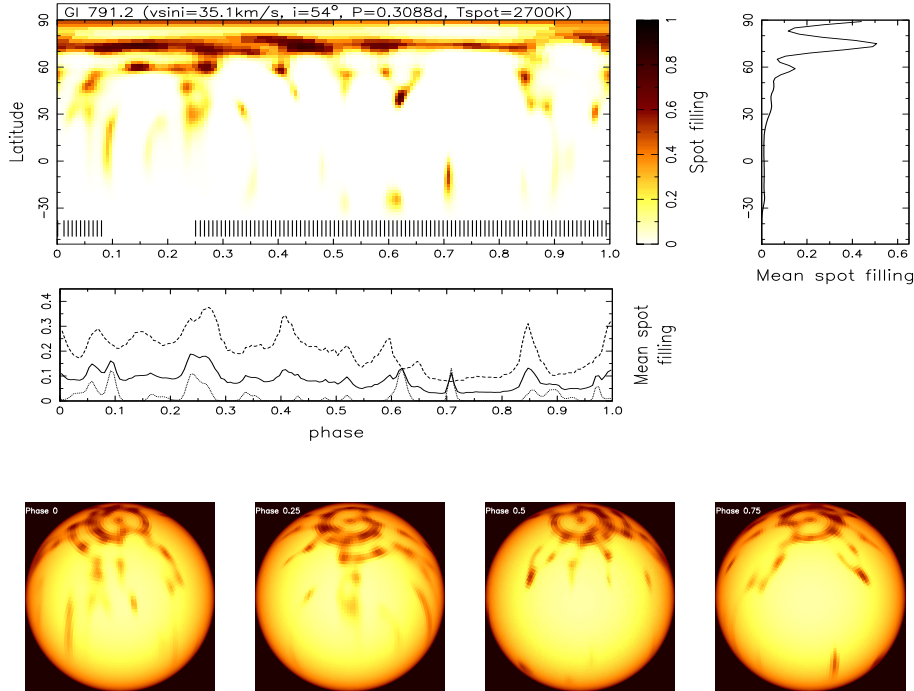 GI 791.2 (vsini=35.1km/s, i=54°, P=0.3088d, Tspot=2700K)
90
60
30
0
−30
Latitude
0 0.1 0.2 0.3 0.4 0.5 0.6 0.7 0.8 0.9 1.0
1
0.8
0.6
0.4
0.2
0
Spot filling
90
60
30
0
−30
0 0.2 0.4 0.6
Mean spot filling
0.4
0.3
0.2
0.1
0
0 0.1 0.2 0.3 0.4 0.5 0.6 0.7 0.8 0.9 1.0
phase
Mean spot
filling
Phase 0
Phase 0.25
Phase 0.5
Phase 0.75